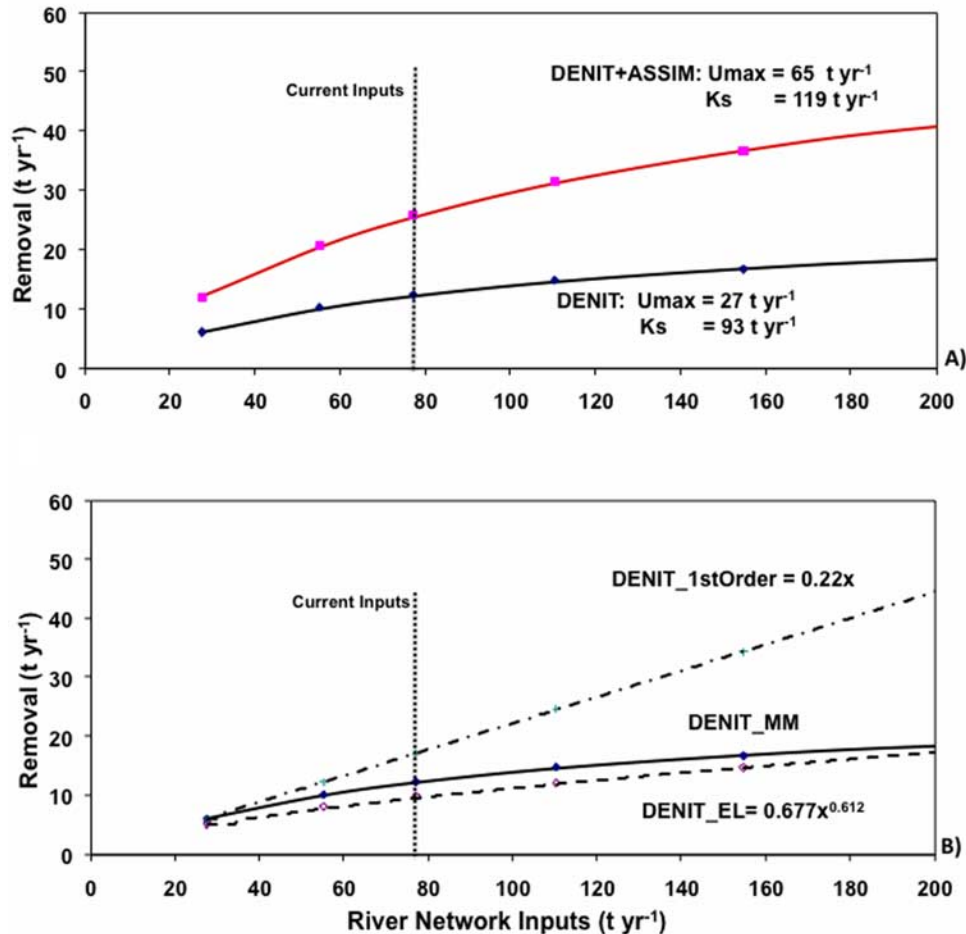 60
50
40
30
20
10
0
Removal (t yr⁻¹)
Current Inputs
DENIT+ASSIM: Umax = 65 t yr⁻¹
Ks = 119 t yr⁻¹
DENIT: Umax = 27 t yr⁻¹
Ks = 93 t yr⁻¹
A)
0 20 40 60 80 100 120 140 160 180 200
60
50
40
30
20
10
0
Removal (t yr⁻¹)
Current Inputs
DENIT_1stOrder = 0.22x
DENIT_MM
DENIT_EL= 0.677x⁰·⁶¹²
B)
0 20 40 60 80 100 120 140 160 180 200
River Network Inputs (t yr⁻¹)